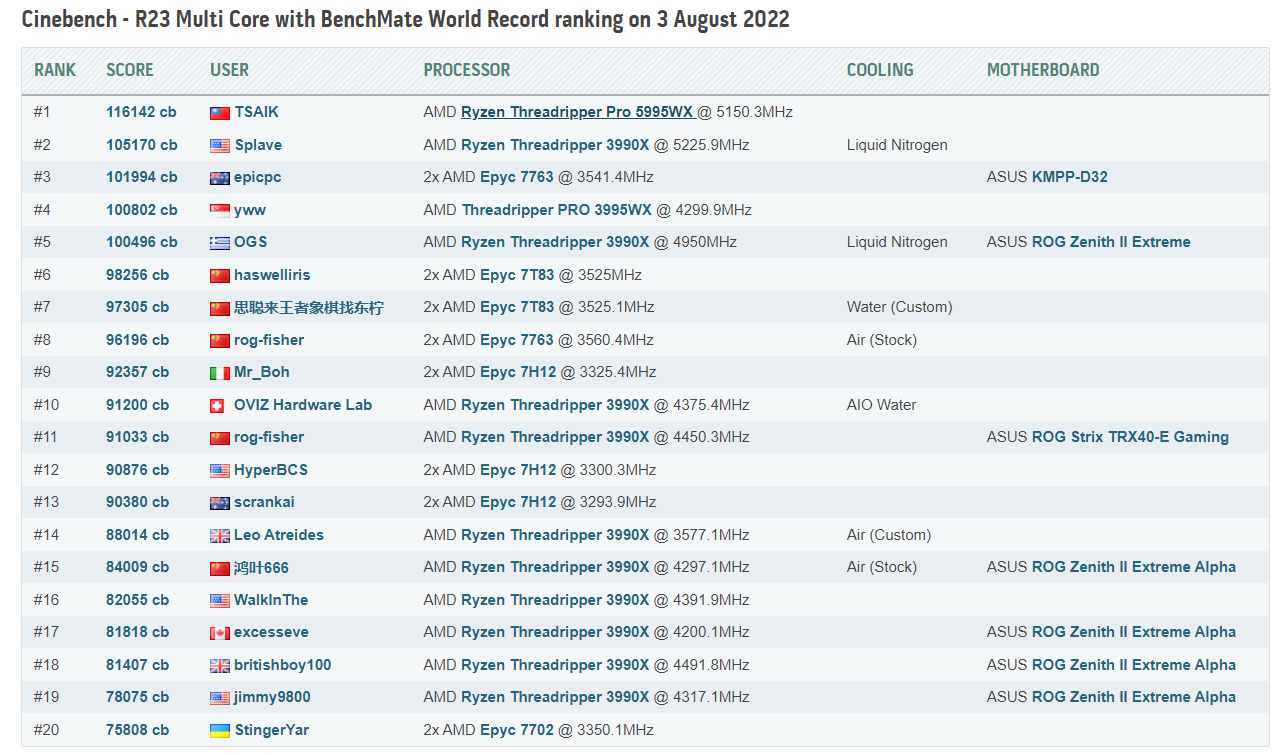 Cinebench - R23 Multi Core with BenchMate World Record ranking on 3 August 2022
RANK SCORE USER PROCESSOR COOLING MOTHERBOARD
#1 116142 cb TSAIK AMD Ryzen Threadripper Pro 5995WX @ 5150.3MHz
#2 105170 cb Splave AMD Ryzen Threadripper 3990X @ 5225.9MHz Liquid Nitrogen
#3 101994 cb epicpc 2x AMD Epyc 7763 @ 3541.4MHz ASUS KMPP-D32
#4 100802 cb yww AMD Threadripper PRO 3995WX @ 4299.9MHz
#5 100496 cb OGS AMD Ryzen Threadripper 3990X @ 4950MHz Liquid Nitrogen ASUS ROG Zenith II Extreme
#6 98256 cb haswelliris 2x AMD Epyc 7T83 @ 3525MHz
#7 97305 cb 思聪来王者象棋找东柠 2x AMD Epyc 7T83 @ 3525.1MHz Water (Custom)
#8 96196 cb rog-fisher 2x AMD Epyc 7763 @ 3560.4MHz Air (Stock)
#9 92357 cb Mr_Boh 2x AMD Epyc 7H12 @ 3325.4MHz
#10 91200 cb OVIZ Hardware Lab AMD Ryzen Threadripper 3990X @ 4375.4MHz AIO Water
#11 91033 cb rog-fisher AMD Ryzen Threadripper 3990X @ 4450.3MHz ASUS ROG Strix TRX40-E Gaming
#12 90876 cb HyperBCS 2x AMD Epyc 7H12 @ 3300.3MHz
#13 90380 cb scrankai 2x AMD Epyc 7H12 @ 3293.9MHz
#14 88014 cb Leo Atreides AMD Ryzen Threadripper 3990X @ 3577.1MHz Air (Custom)
#15 84009 cb 鸿叶666 AMD Ryzen Threadripper 3990X @ 4297.1MHz Air (Stock) ASUS ROG Zenith II Extreme Alpha
#16 82055 cb WalkInThe AMD Ryzen Threadripper 3990X @ 4391.9MHz
#17 81818 cb excesseve AMD Ryzen Threadripper 3990X @ 4200.1MHz ASUS ROG Zenith II Extreme Alpha
#18 81407 cb britishboy100 AMD Ryzen Threadripper 3990X @ 4491.8MHz ASUS ROG Zenith II Extreme Alpha
#19 78075 cb jimmy9800 AMD Ryzen Threadripper 3990X @ 4317.1MHz ASUS ROG Zenith II Extreme Alpha
#20 75808 cb StingerYar 2x AMD Epyc 7702 @ 3350.1MHz